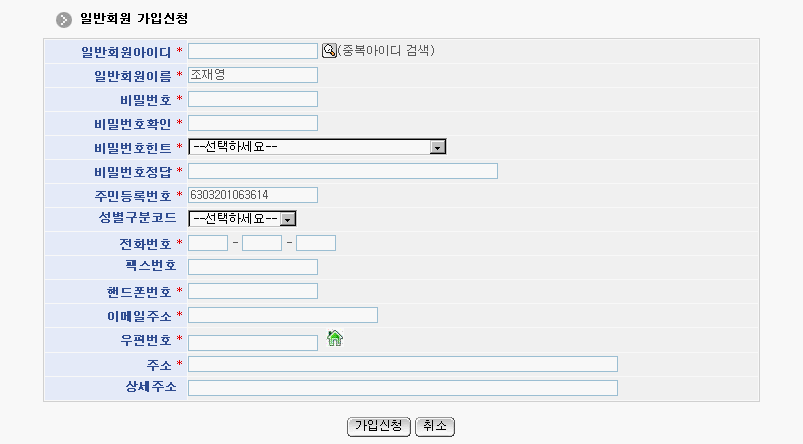 일반회원 가입신청
일반회원아이디 * (중복아이디 검색)
일반회원이름 * 조재영
비밀번호 *
비밀번호확인 *
비밀번호힌트 * --선택하세요--
비밀번호정답 *
주민등록번호 * 6303201063614
성별구분코드 --선택하세요--
전화번호 * - -
팩스번호
핸드폰번호 *
이메일주소 *
우편번호 *
주소 *
상세주소
가입신청 취소